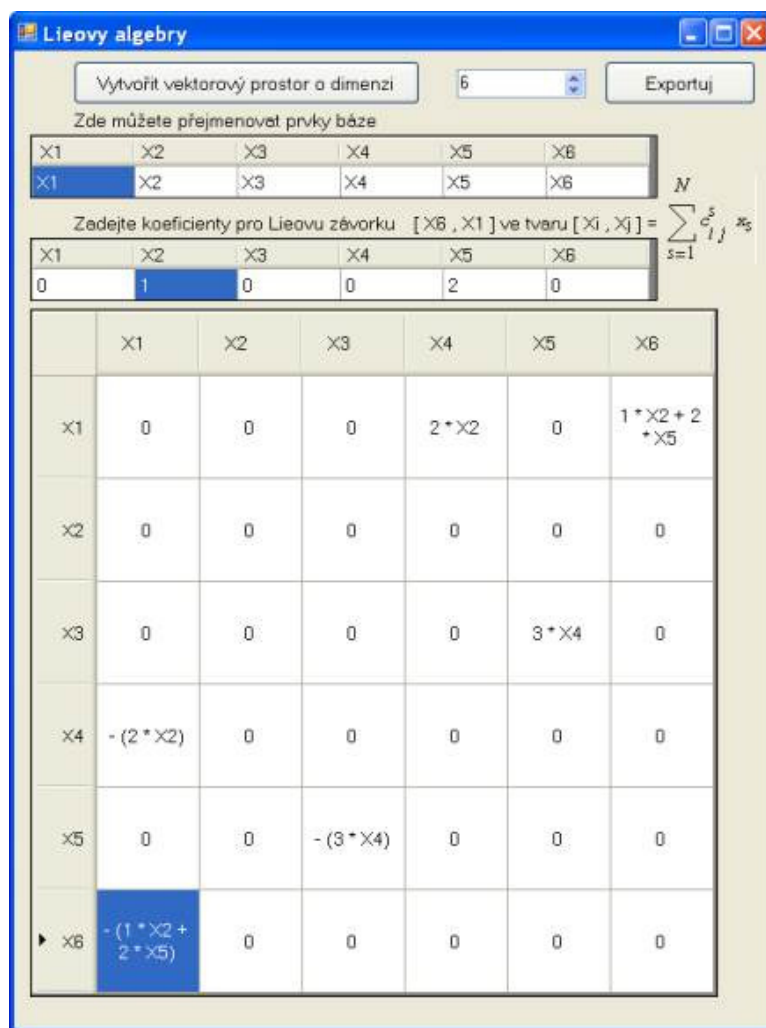 Lieovy algebry
Vytvořit vektorový prostor o dimenzi 6 Exportuj
Zde můžete přejmenovat prvky báze
X1 X2 X3 X4 X5 X6
X1 X2 X3 X4 X5 X6
Zadejte koeficienty pro Lieovu závorku [ X6 , X1 ] ve tvaru [ Xi , Xj ] = \sum_{s=1}^{N} c_{i j}^{s} x_s
X1 X2 X3 X4 X5 X6
0 1 0 0 2 0
X1 X2 X3 X4 X5 X6
X1 0 0 0 2 * X2 0 1 * X2 + 2
* X5
X2 0 0 0 0 0 0
X3 0 0 0 0 3 * X4 0
X4 - (2 * X2) 0 0 0 0 0
X5 0 0 - (3 * X4) 0 0 0
X6 - (1 * X2 + 0 0 0 0 0
2 * X5)